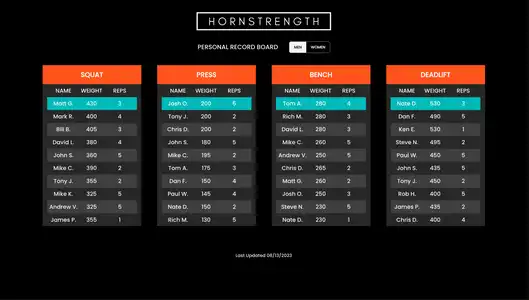 HORNSTRENGTH
PERSONAL RECORD BOARD MEN WOMEN
SQUAT
NAME WEIGHT REPS
Matt G. 430 3
Mark R. 400 4
Bill B. 405 3
David L. 380 4
John S. 360 5
Mike C. 390 2
Tony J. 355 2
Mike K. 325 5
Andrew V. 325 5
James P. 355 1
PRESS
NAME WEIGHT REPS
Josh O. 200 6
Tony J. 200 2
Chris D. 200 2
John S. 180 5
Mike C. 195 2
Tom A. 175 3
Dan F. 150 4
Paul W. 145 4
Nate D. 150 2
Rich M. 130 5
BENCH
NAME WEIGHT REPS
Tom A. 280 4
Rich M. 280 3
David L. 280 3
Mike C. 260 5
Andrew V. 250 5
Chris D. 265 2
Matt G. 260 2
Josh O. 250 3
Steve N. 230 5
Nate D. 230 1
DEADLIFT
NAME WEIGHT REPS
Nate D. 530 3
Dan F. 490 5
Ken E. 530 1
Steve N. 495 2
Paul W. 450 5
John S. 435 5
Tony J. 450 2
Rob H. 400 5
James P. 435 2
Chris D. 400 4
Last Updated 08/13/2023